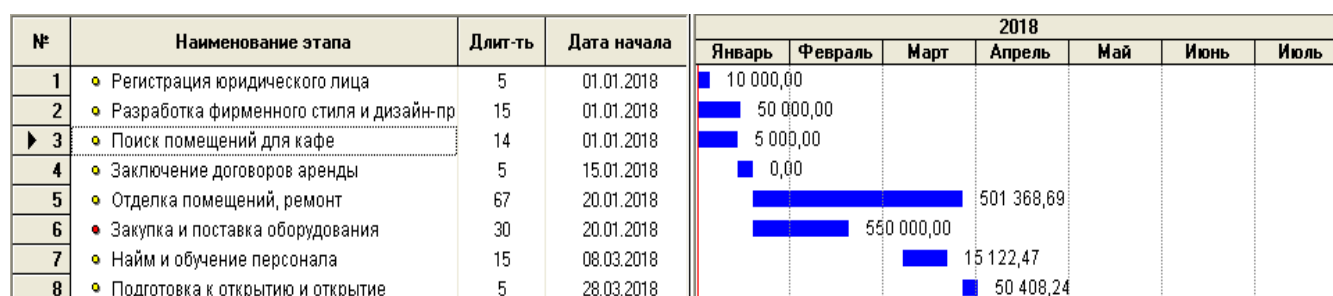 № Наименование этапа Длит-ть Дата начала 2018
Январь Февраль Март Апрель Май Июнь Июль
1 Регистрация юридического лица 5 01.01.2018 10 000,00
2 Разработка фирменного стиля и дизайн-пр 15 01.01.2018 50 000,00
3 Поиск помещений для кафе 14 01.01.2018 5 000,00
4 Заключение договоров аренды 5 15.01.2018 0,00
5 Отделка помещений, ремонт 67 20.01.2018 501 368,69
6 Закупка и поставка оборудования 30 20.01.2018 550 000,00
7 Найм и обучение персонала 15 08.03.2018 15 122,47
8 Подготовка к открытию и открытие 5 28.03.2018 50 408,24